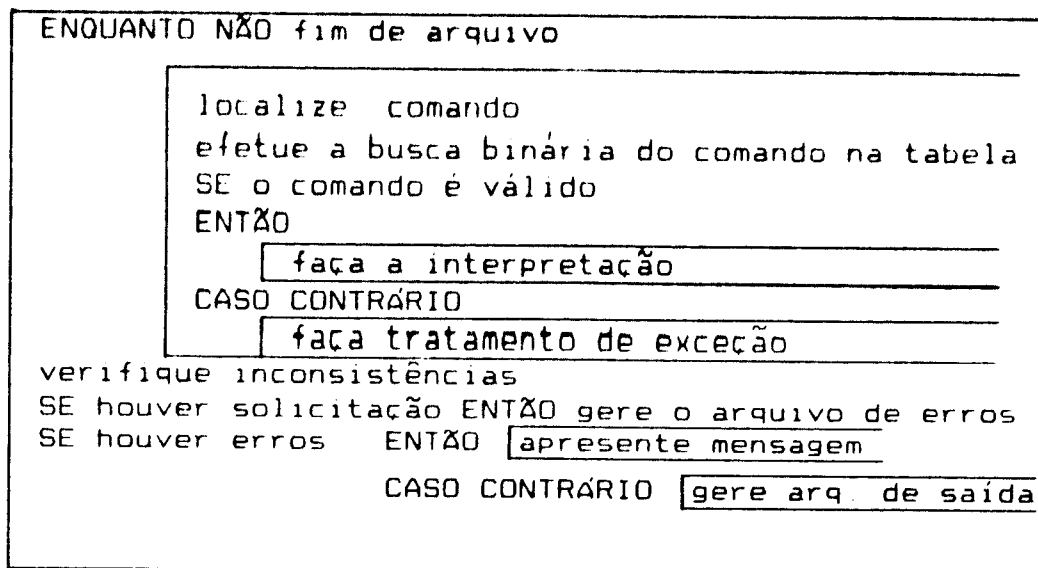 ENQUANTO NÃO fim de arquivo
localize comando
efetue a busca binária do comando na tabela
SE o comando é válido
ENTÃO
faça a interpretação
CASO CONTRÁRIO
faça tratamento de exceção
verifique inconsistências
SE houver solicitação ENTÃO gere o arquivo de erros
SE houver erros ENTÃO apresente mensagem
CASO CONTRÁRIO gere arq. de saída